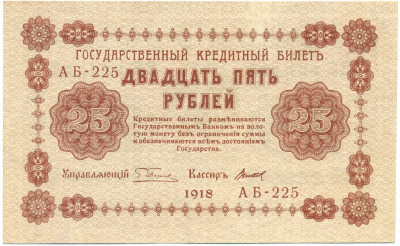 ГОСУДАРСТВЕННЫЙ КРЕДИТНЫЙ БИЛЕТЪ
АБ-225
ДВАДЦАТЬ ПЯТЬ
РУБЛЕЙ
25 25
Кредитные билеты размѣниваются
Государственнымъ Банкомъ на золо-
тую монету безъ ограниченія суммы
и обезпечиваются всѣмъ достояніемъ
Государства.
Управляющій Кассиръ
1918 АБ-225